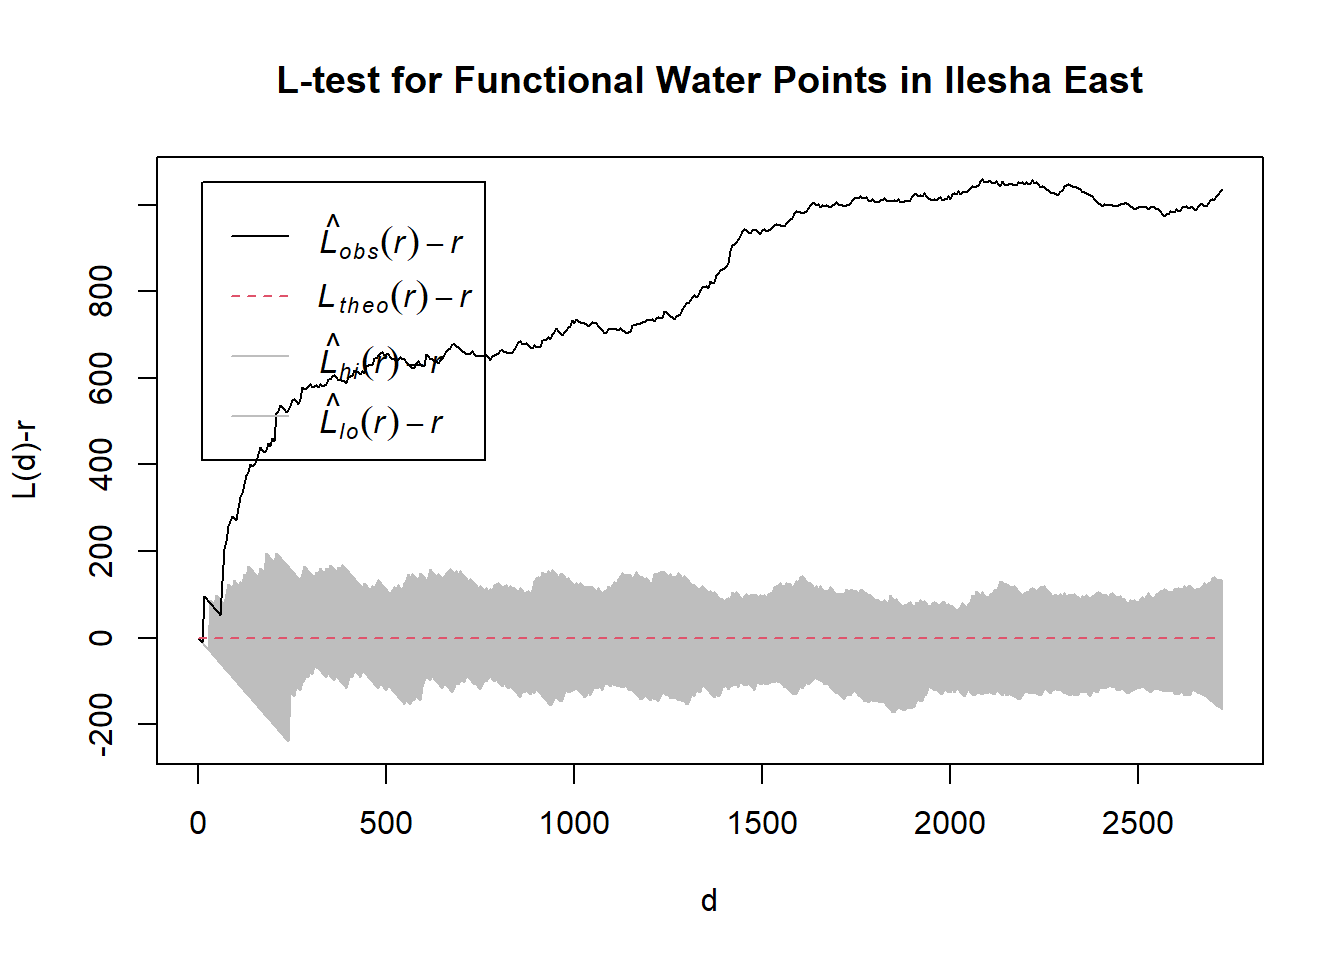 L-test for Functional Water Points in Ilesha East
L̂obs(r) − r
Ltheo(r) − r
L̂hi(r) − r
L̂lo(r) − r
L(d)-r
800
600
400
200
0
-200
0 500 1000 1500 2000 2500
d